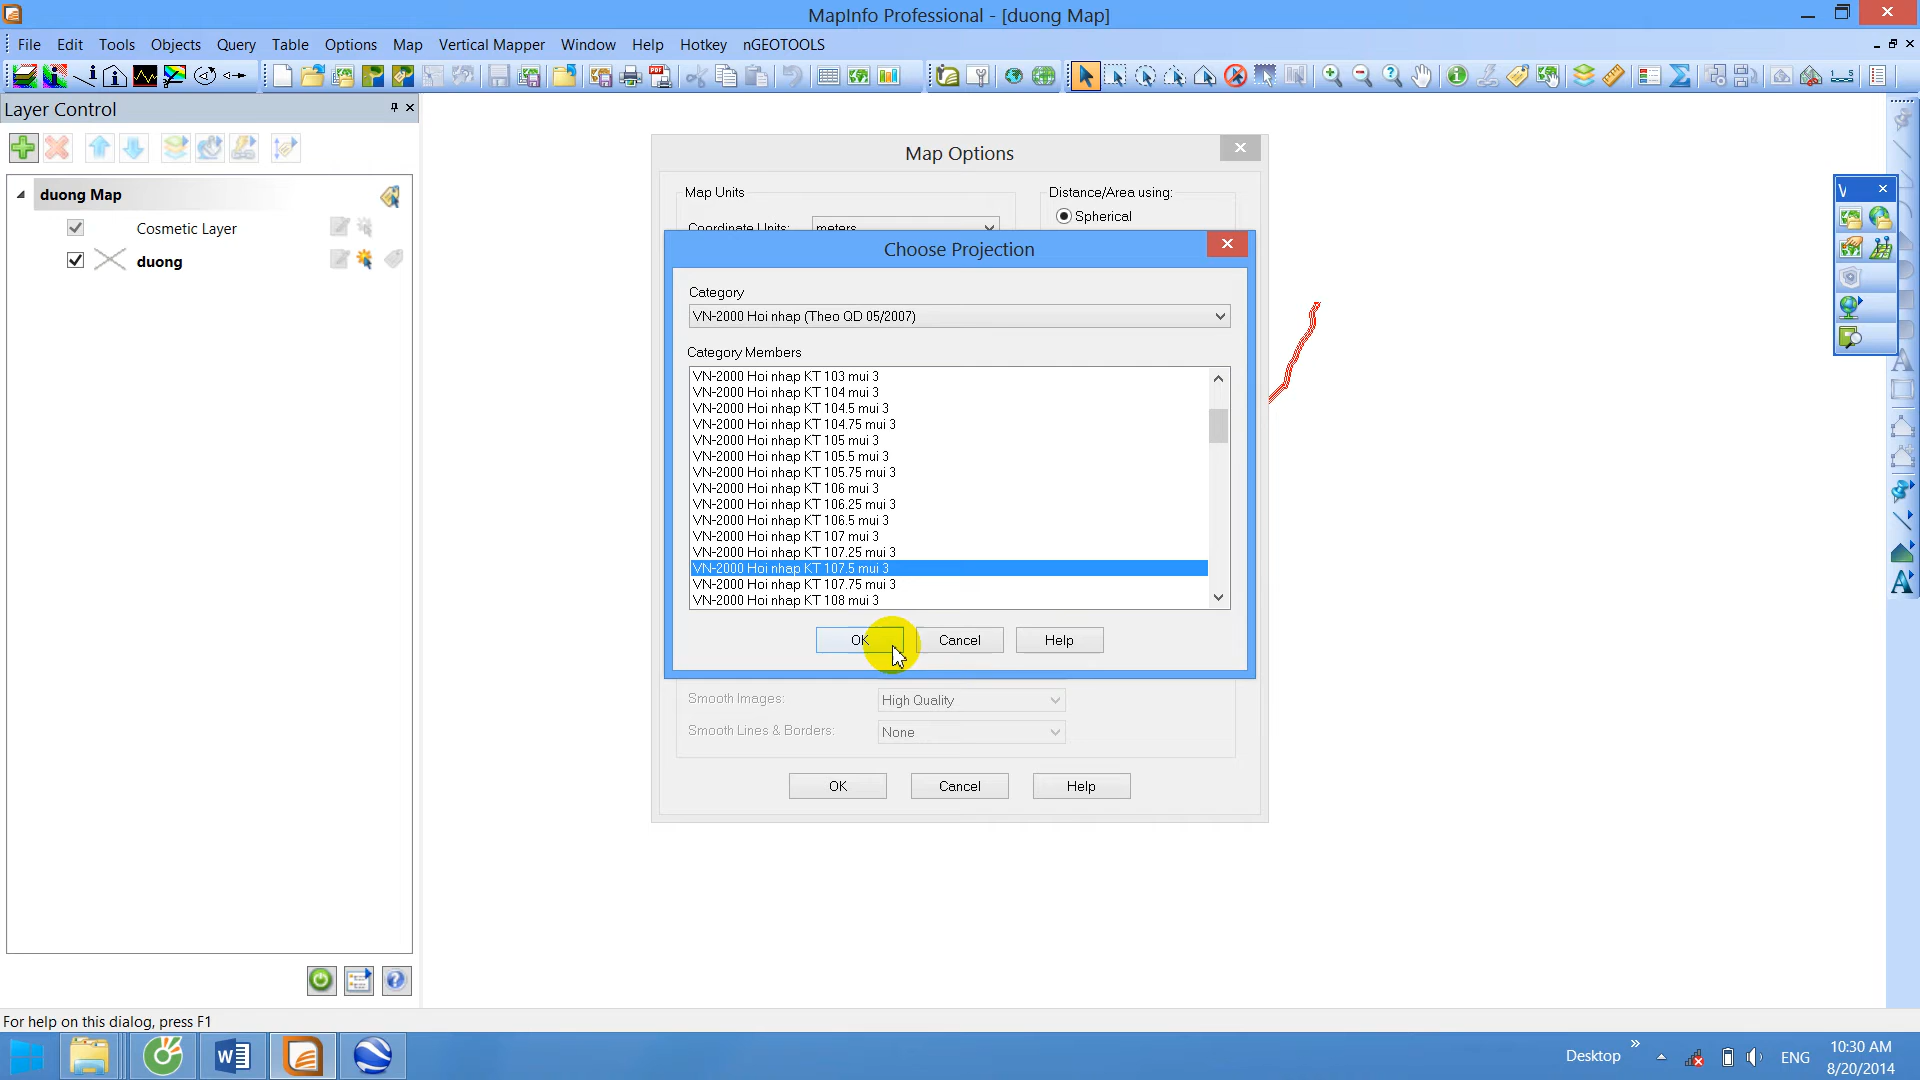 MapInfo Professional - [duong Map]
File Edit Tools Objects Query Table Options Map Vertical Mapper Window Help Hotkey nGEOTOOLS
Layer Control
duong Map
Cosmetic Layer
duong
Map Options
Map Units
Distance/Area using:
Coordinate Units: meters
Spherical
Choose Projection
Category
VN-2000 Hoi nhap (Theo QD 05/2007)
Category Members
VN-2000 Hoi nhap KT 103 mui 3
VN-2000 Hoi nhap KT 104 mui 3
VN-2000 Hoi nhap KT 104.5 mui 3
VN-2000 Hoi nhap KT 104.75 mui 3
VN-2000 Hoi nhap KT 105 mui 3
VN-2000 Hoi nhap KT 105.5 mui 3
VN-2000 Hoi nhap KT 105.75 mui 3
VN-2000 Hoi nhap KT 106 mui 3
VN-2000 Hoi nhap KT 106.25 mui 3
VN-2000 Hoi nhap KT 106.5 mui 3
VN-2000 Hoi nhap KT 107 mui 3
VN-2000 Hoi nhap KT 107.25 mui 3
VN-2000 Hoi nhap KT 107.5 mui 3
VN-2000 Hoi nhap KT 107.75 mui 3
VN-2000 Hoi nhap KT 108 mui 3
OK Cancel Help
Smooth Images: High Quality
Smooth Lines & Borders: None
OK Cancel Help
For help on this dialog, press F1
Desktop
ENG
10:30 AM
8/20/2014